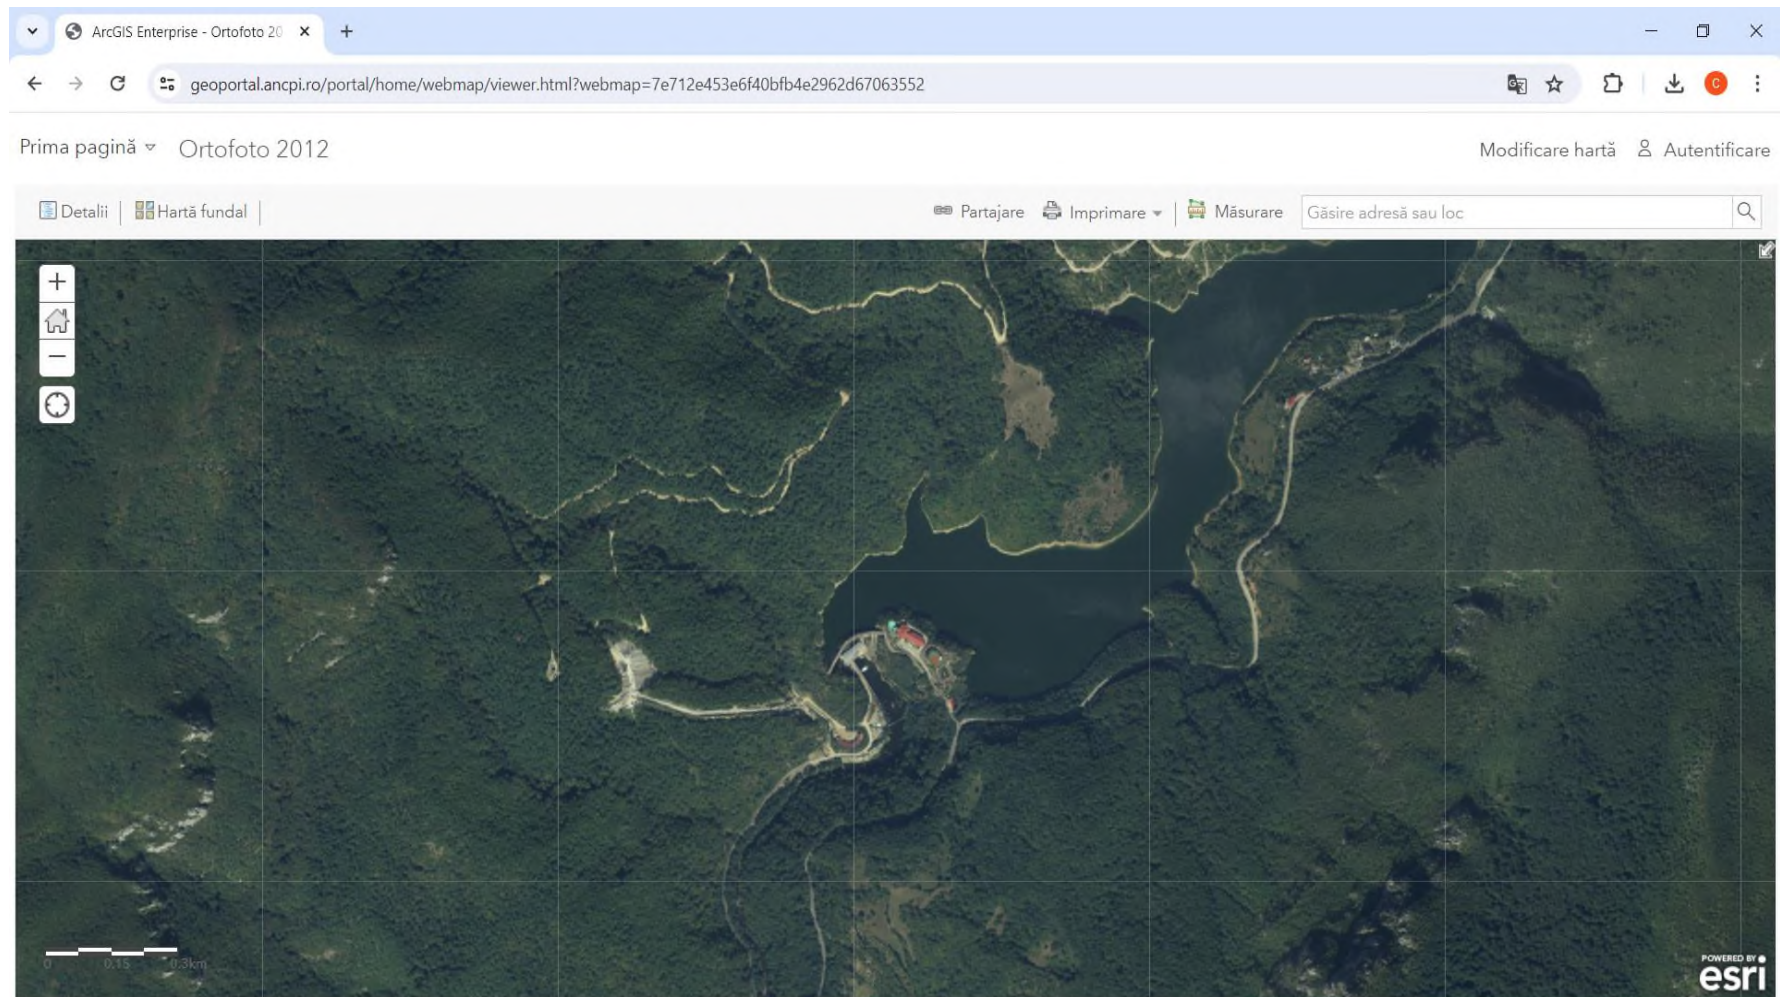 ArcGIS Enterprise - Ortofoto 20
geoportal.ancpi.ro/portal/home/webmap/viewer.html?webmap=7e712e453e6f40bfb4e2962d67063552
C
Prima pagină Ortofoto 2012
Modificare hartă Autentificare
Detalii Hartă fundal
Partajare Imprimare Măsurare Găsire adresă sau loc
0 0.15 0.3km
POWERED BY
esri